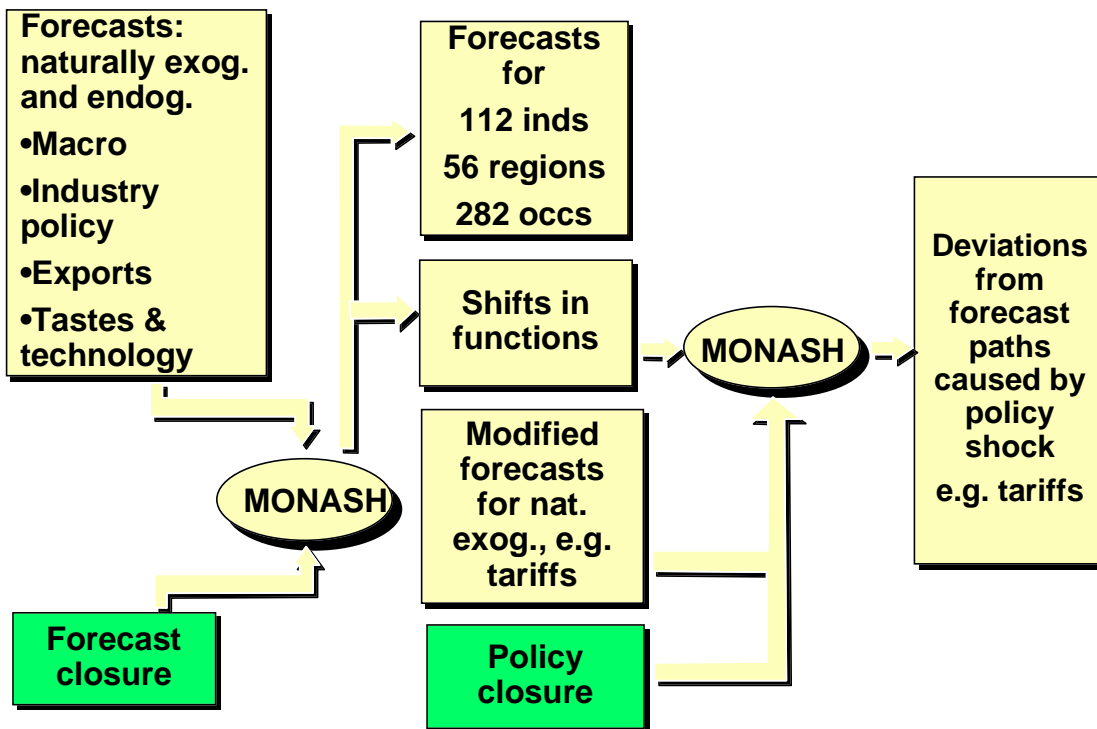 Forecasts:
naturally exog.
and endog.
•Macro
•Industry
policy
•Exports
•Tastes &
technology
MONASH
Forecast
closure
Forecasts
for
112 inds
56 regions
282 occs
Shifts in
functions
Modified
forecasts
for nat.
exog., e.g.
tariffs
Policy
closure
MONASH
Deviations
from
forecast
paths
caused by
policy
shock
e.g. tariffs